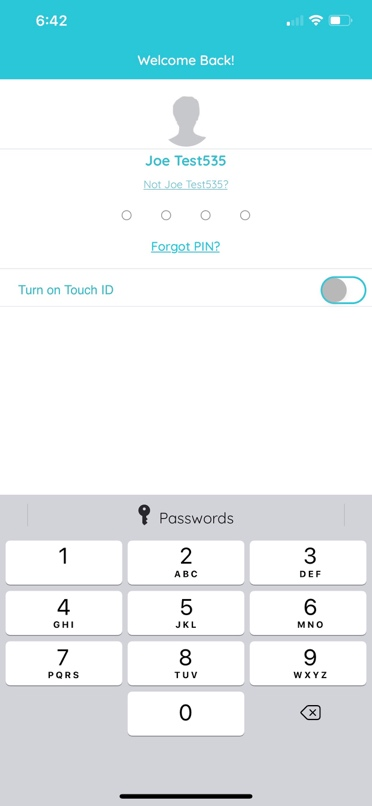 6:42
Welcome Back!
Joe Test535
Not Joe Test535?
Forgot PIN?
Turn on Touch ID
Passwords
1
2
ABC
3
DEF
4
GHI
5
JKL
6
MNO
7
PQRS
8
TUV
9
WXYZ
0